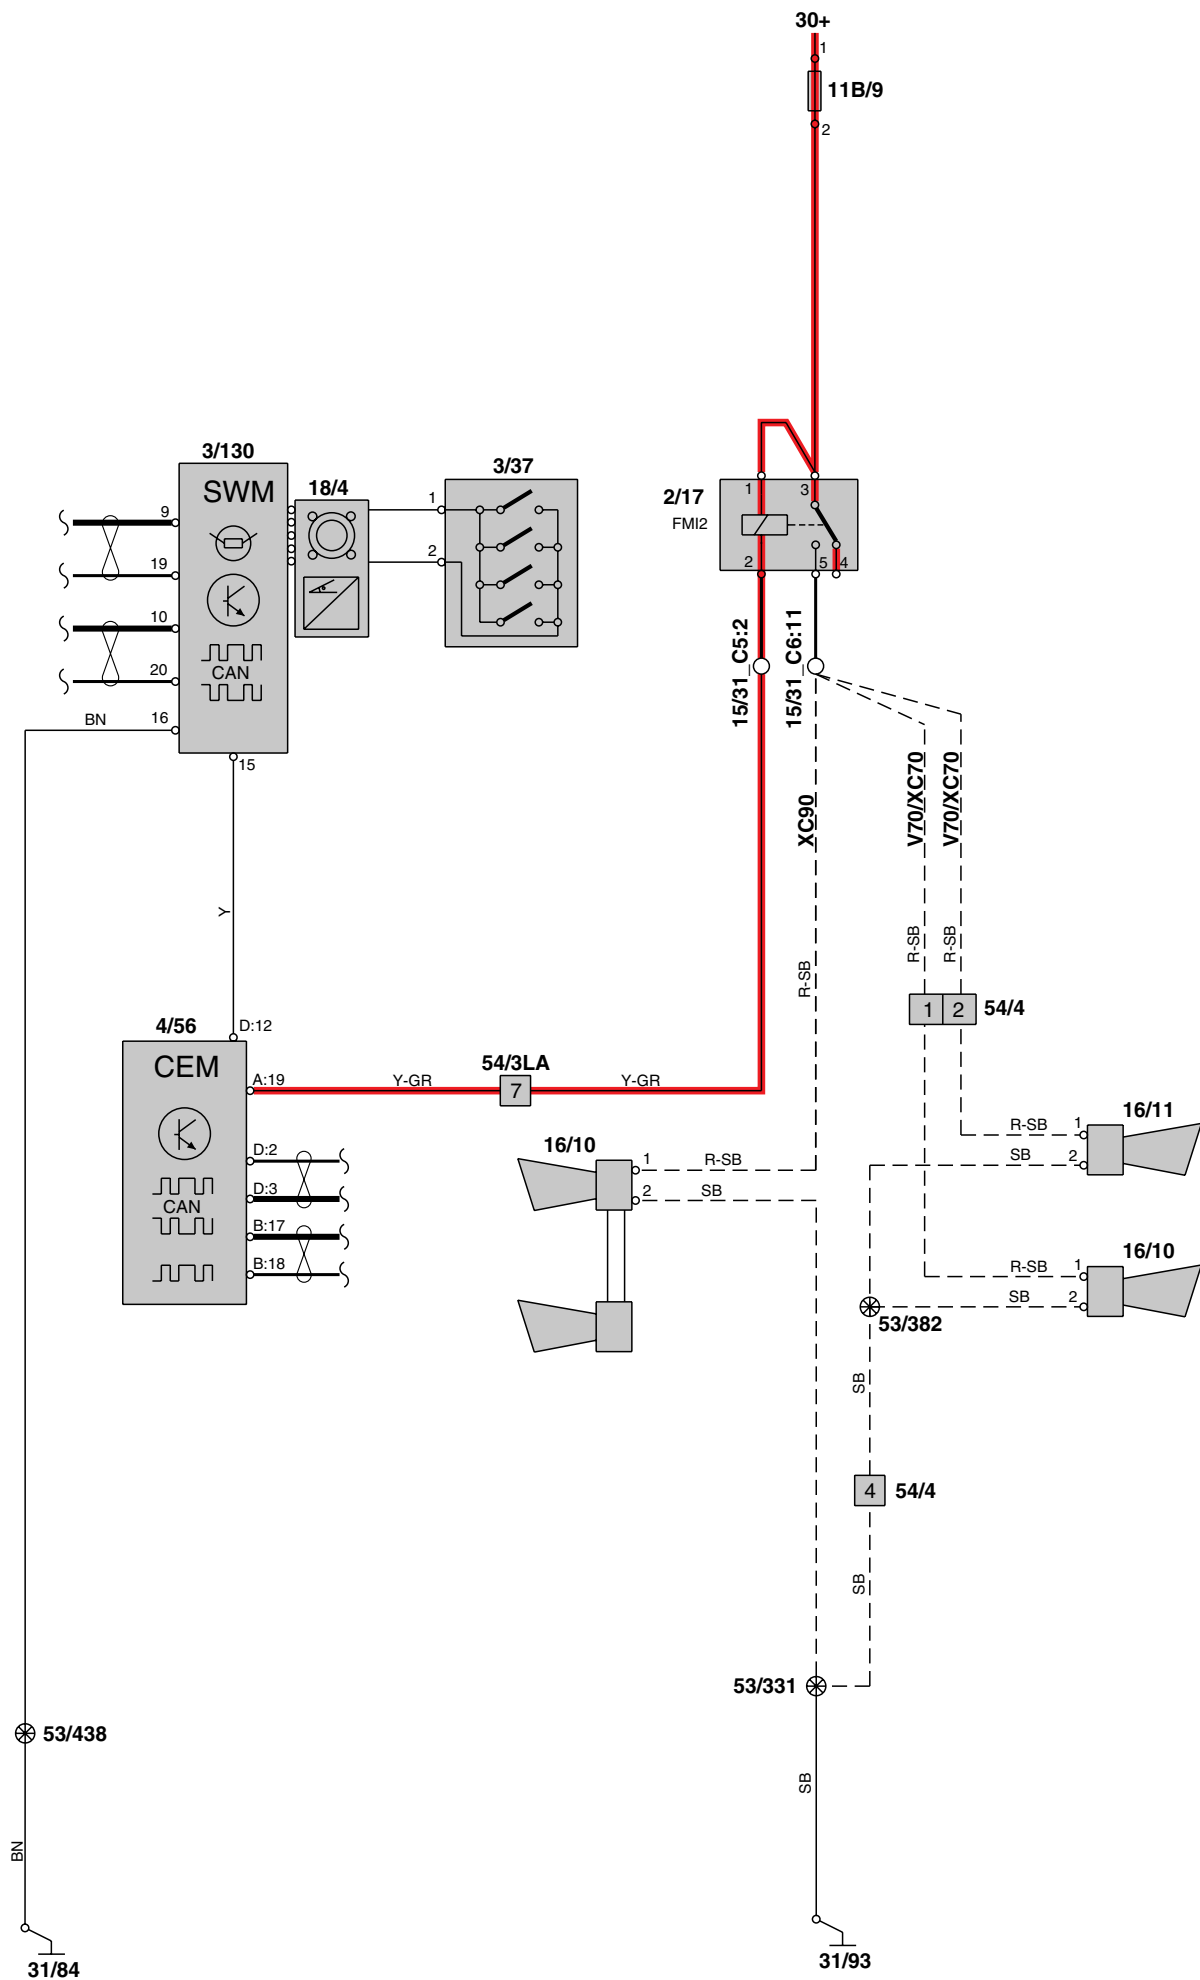 30+
1
11B/9
2
3/130
SWM
9
19
10
20
16
CAN
BN
15
18/4
3/37
1
2
2/17
FMI2
1
3
2
5
4
15/31_C5:2
15/31_C6:11
XC90
V70/XC70
V70/XC70
R-SB
R-SB
R-SB
1
2
54/4
Y
D:12
4/56
CEM
A:19
Y-GR
54/3LA
7
Y-GR
D:2
D:3
CAN
B:17
B:18
16/10
1
R-SB
2
SB
16/11
R-SB
1
SB
2
16/10
R-SB
1
SB
2
53/382
SB
4
54/4
SB
53/331
53/438
SB
BN
31/84
31/93